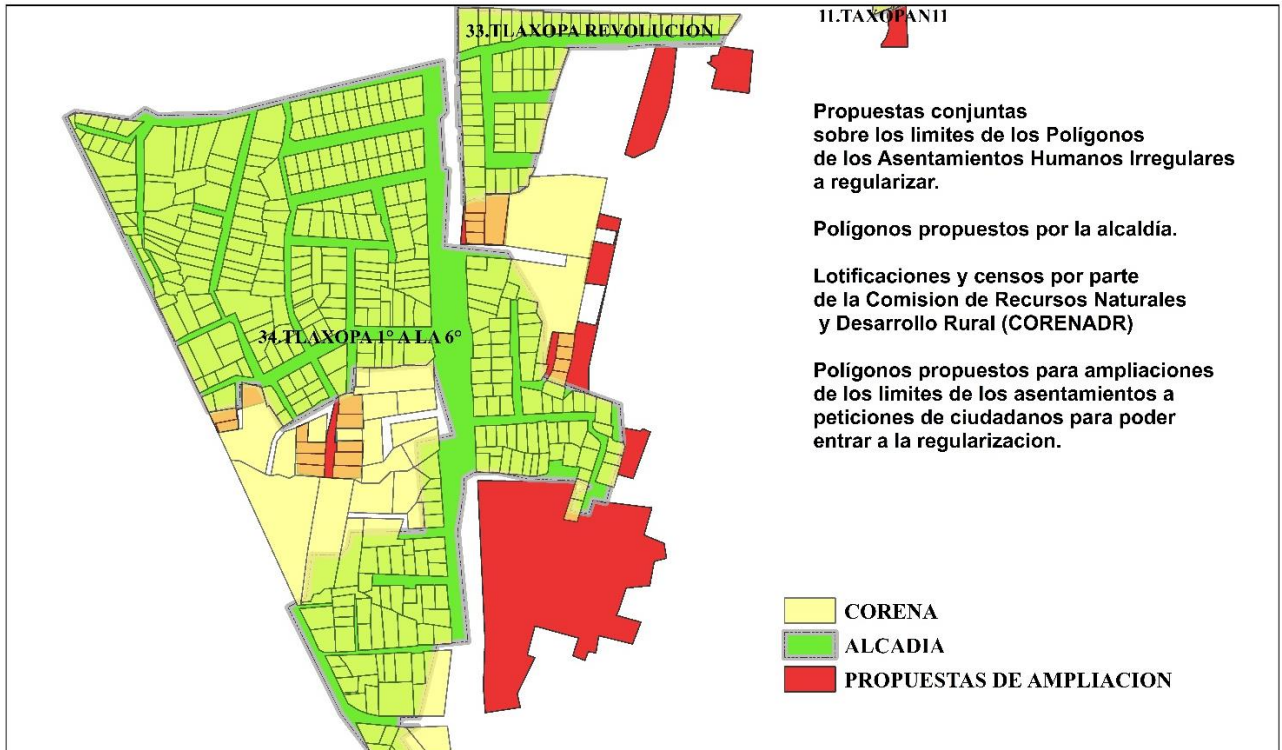 33.TLAXOPA REVOLUCION
11.TAXOPAN11
34.TLAXOPA 1° A LA 6°
Propuestas conjuntas
sobre los limites de los Polígonos
de los Asentamientos Humanos Irregulares
a regularizar.
Polígonos propuestos por la alcaldía.
Lotificaciones y censos por parte
de la Comision de Recursos Naturales
y Desarrollo Rural (CORENADR)
Polígonos propuestos para ampliaciones
de los limites de los asentamientos a
peticiones de ciudadanos para poder
entrar a la regularizacion.
CORENA
ALCADIA
PROPUESTAS DE AMPLIACION